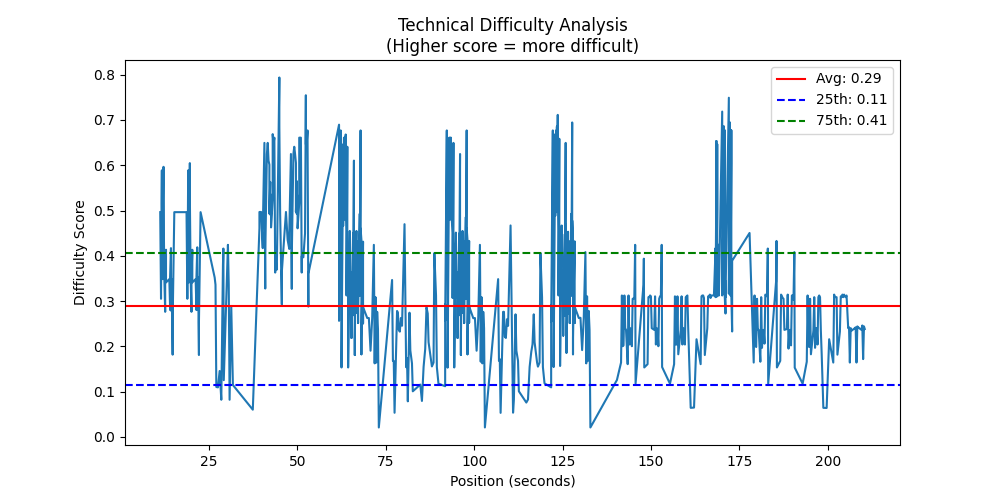 Technical Difficulty Analysis
(Higher score = more difficult)
Avg: 0.29
25th: 0.11
75th: 0.41
Difficulty Score
0.8
0.7
0.6
0.5
0.4
0.3
0.2
0.1
0.0
25 50 75 100 125 150 175 200
Position (seconds)